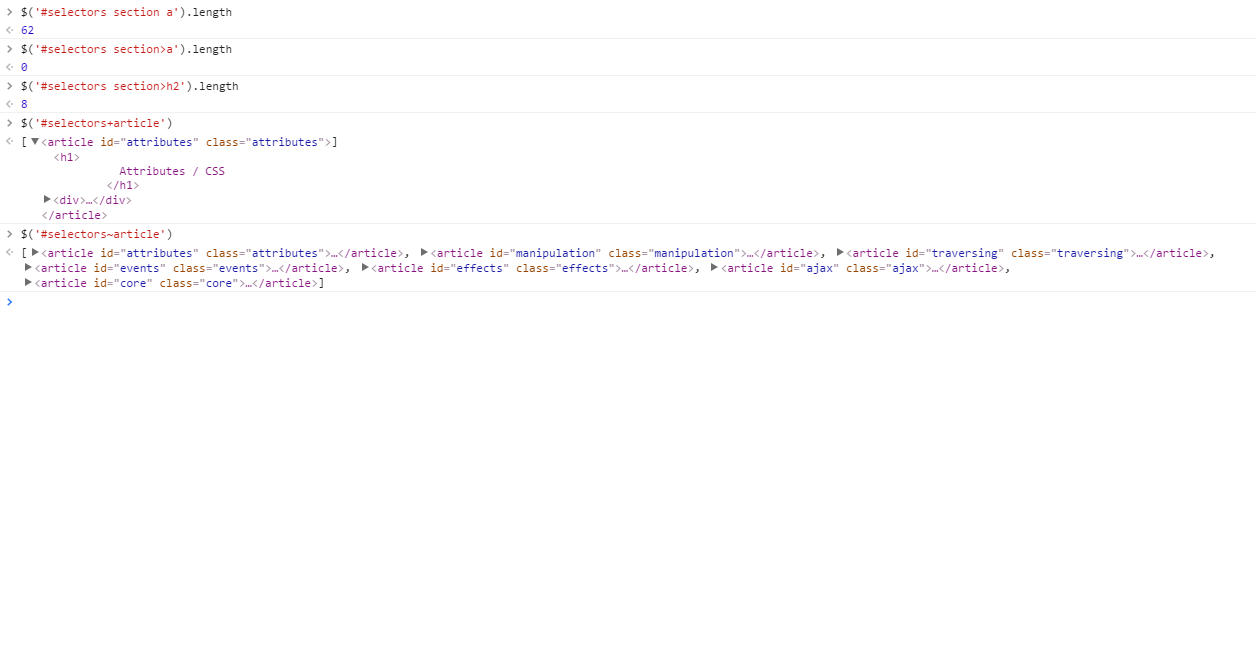 > $('#selectors section a').length
< 62
> $('#selectors section>a').length
< 0
> $('#selectors section>h2').length
< 8
> $('#selectors+article')
< [▼<article id="attributes" class="attributes">]
<h1>
Attributes / CSS
</h1>
▶<div>…</div>
</article>
> $('#selectors~article')
< [▶<article id="attributes" class="attributes">…</article>, ▶<article id="manipulation" class="manipulation">…</article>, ▶<article id="traversing" class="traversing">…</article>,
▶<article id="events" class="events">…</article>, ▶<article id="effects" class="effects">…</article>, ▶<article id="ajax" class="ajax">…</article>,
▶<article id="core" class="core">…</article>]
>